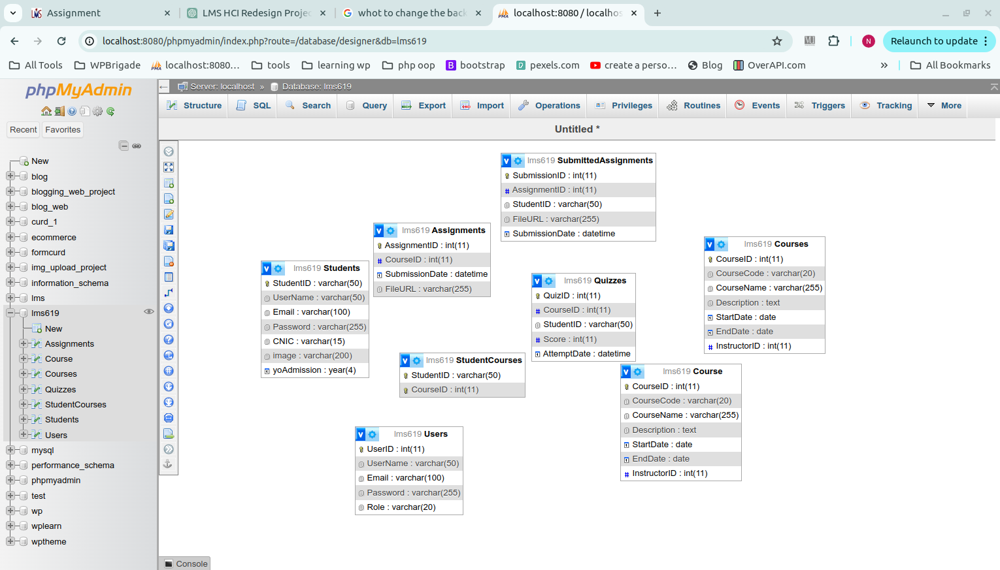 Assignment
LMS HCI Redesign Projec
whot to change the back
localhost:8080 / localhos
localhost:8080/phpmyadmin/index.php?route=/database/designer&db=lms619
N
Relaunch to update
All Tools
WPBrigade
localhost:8080…
tools
learning wp
php oop
B bootstrap
pexels.com
create a perso…
Blog
OverAPI.com
»
All Bookmarks
phpMyAdmin
Recent
Favorites
New
blog
blogging_web_project
blog_web
curd_1
ecommerce
formcurd
img_upload_project
information_schema
lms
lms619
New
Assignments
Course
Courses
Quizzes
StudentCourses
Students
Users
mysql
performance_schema
phpmyadmin
test
wp
wplearn
wptheme
Server: localhost » Database: lms619
Structure
SQL
Search
Query
Export
Import
Operations
Privileges
Routines
Events
Triggers
Tracking
More
Untitled *
v lms619 SubmittedAssignments
SubmissionID : int(11)
# AssignmentID : int(11)
StudentID : varchar(50)
FileURL : varchar(255)
SubmissionDate : datetime
v lms619 Assignments
AssignmentID : int(11)
# CourseID : int(11)
SubmissionDate : datetime
FileURL : varchar(255)
v lms619 Courses
CourseID : int(11)
CourseCode : varchar(20)
CourseName : varchar(255)
Description : text
StartDate : date
EndDate : date
# InstructorID : int(11)
v lms619 Students
StudentID : varchar(50)
UserName : varchar(50)
Email : varchar(100)
Password : varchar(255)
CNIC : varchar(15)
image : varchar(200)
yoAdmission : year(4)
v lms619 Quizzes
QuizID : int(11)
# CourseID : int(11)
StudentID : varchar(50)
# Score : int(11)
AttemptDate : datetime
v lms619 StudentCourses
StudentID : varchar(50)
CourseID : int(11)
v lms619 Course
CourseID : int(11)
CourseCode : varchar(20)
CourseName : varchar(255)
Description : text
StartDate : date
EndDate : date
# InstructorID : int(11)
v lms619 Users
UserID : int(11)
UserName : varchar(50)
Email : varchar(100)
Password : varchar(255)
Role : varchar(20)
Console